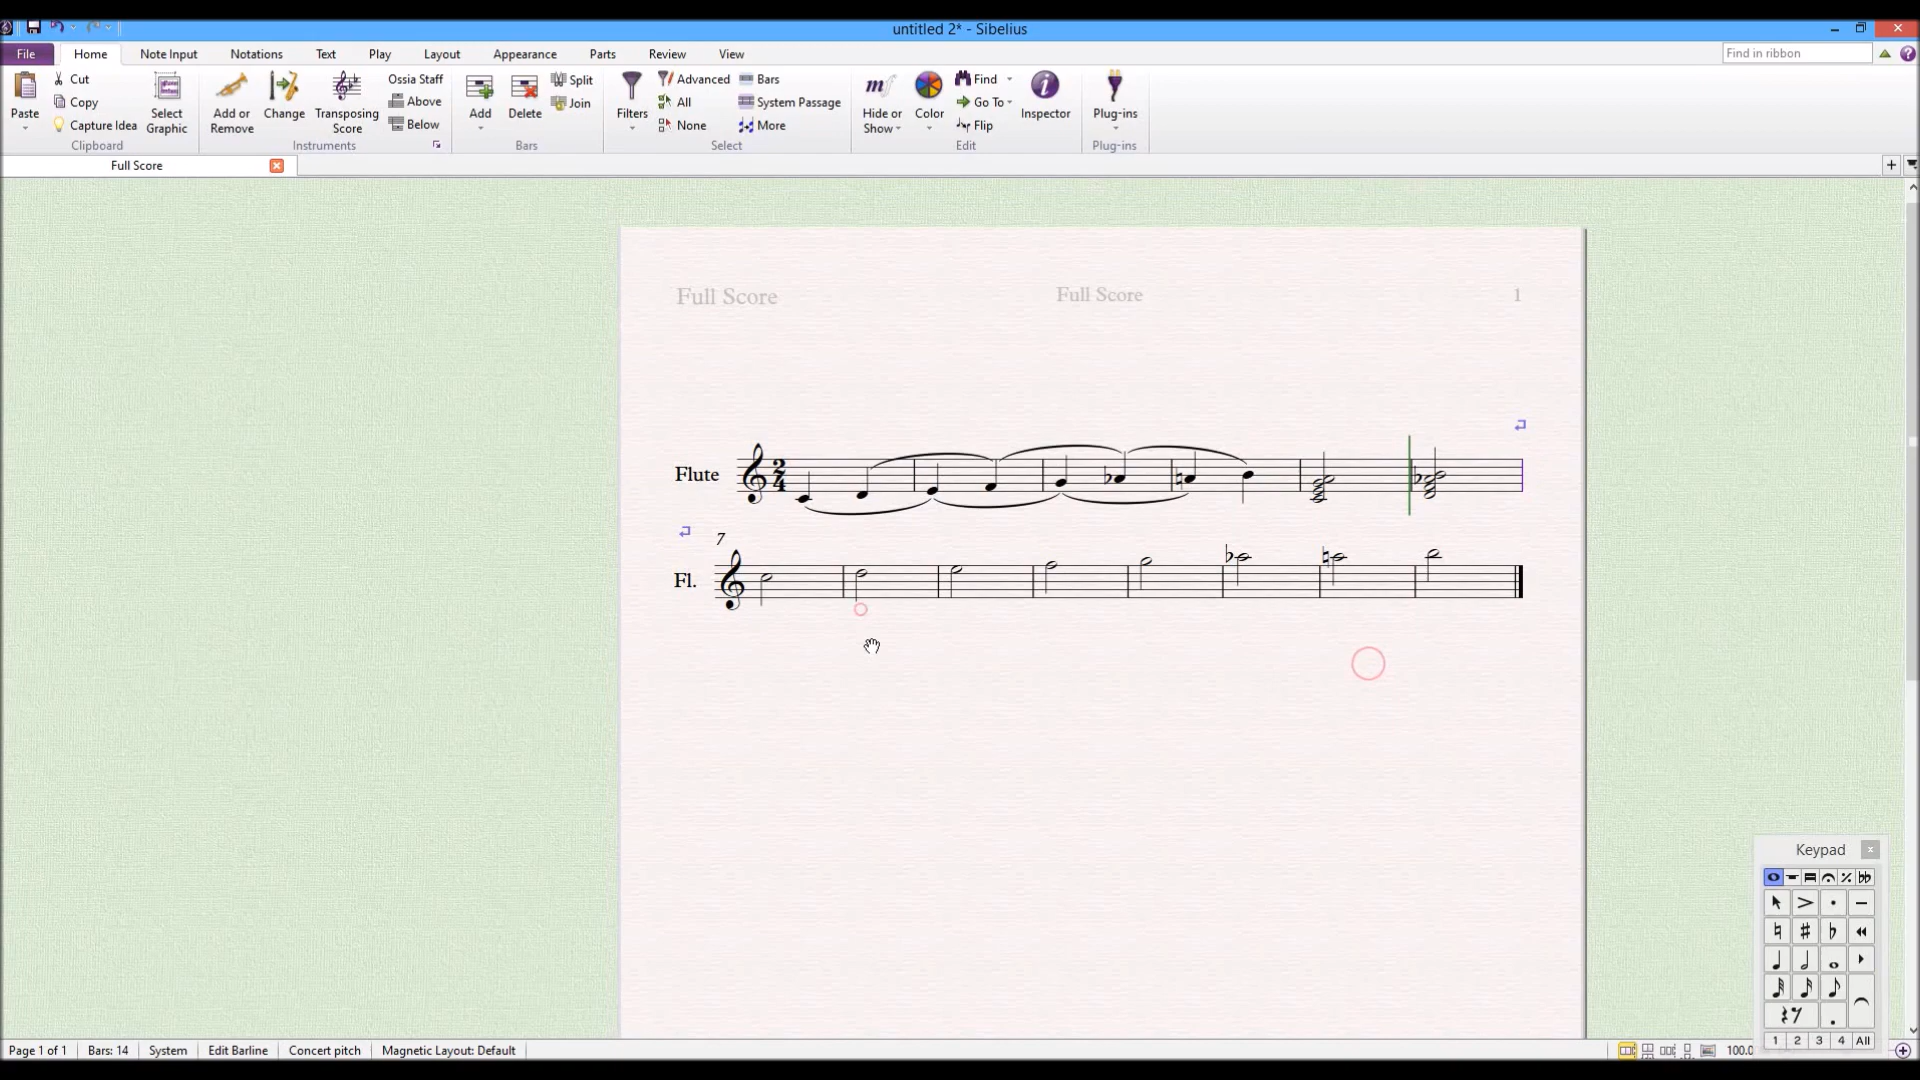 untitled 2* - Sibelius
File Home Note Input Notations Text Play Layout Appearance Parts Review View Find in ribbon
Cut Ossia Staff Split Advanced Bars Find
Copy Above Join All System Passage Go To
Capture Idea Below None More Flip
Paste Select Graphic Add or Remove Change Transposing Score Add Delete Filters Hide or Show Color Inspector Plug-ins
Clipboard Instruments Bars Select Edit Plug-ins
Full Score
Full Score Full Score 1
Flute 2 4
7
Fl.
Keypad
1 2 3 4 All
Page 1 of 1 Bars: 14 System Edit Barline Concert pitch Magnetic Layout: Default 100.0